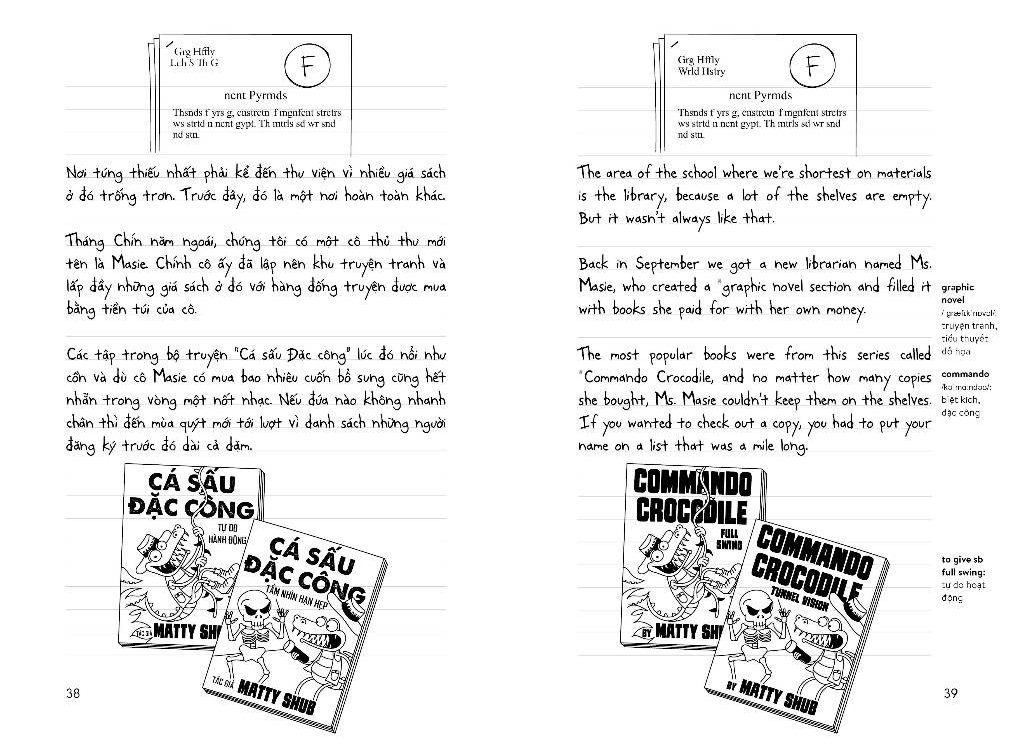 Grg Hffly
Lch S Th G
F
ncnt Pyrmds
Thsnds f yrs g, cnstrctn f mgnfcnt strctrs
ws strtd n ncnt gypt. Th mtrls sd wr snd
nd stn.
Nơi túng thiếu nhất phải kể đến thư viện vì nhiều giá sách
ở đó trống trơn. Trước đây, đó là một nơi hoàn toàn khác.
Tháng Chín năm ngoái, chúng tôi có một cô thủ thư mới
tên là Masie. Chính cô ấy đã lập nên khu truyện tranh và
lấp đầy những giá sách ở đó với hàng đống truyện được mua
bằng tiền túi của cô.
Các tập trong bộ truyện "Cá sấu Đặc công" lúc đó nổi như
cồn và dù cô Masie có mua bao nhiêu cuốn bổ sung cũng hết
nhẵn trong vòng một nốt nhạc. Nếu đứa nào không nhanh
chân thì đến mùa quýt mới tới lượt vì danh sách những người
đăng ký trước đó dài cả dặm.
CÁ SẤU
ĐẶC CÔNG
TỰ DO
HÀNH ĐỘNG
TÁC GIẢ MATTY SHU
CÁ SẤU
ĐẶC CÔNG
TẦM NHÌN HẠN HẸP
TÁC GIẢ MATTY SHUB
38
Grg Hffly
Wrld Hstry
F
ncnt Pyrmds
Thsnds f yrs g, cnstrctn f mgnfcnt strctrs
ws strtd n ncnt gypt. Th mtrls sd wr snd
nd stn.
The area of the school where we're shortest on materials
is the library, because a lot of the shelves are empty.
But it wasn't always like that.
Back in September we got a new librarian named Ms.
Masie, who created a *graphic novel section and filled it
with books she paid for with her own money.
The most popular books were from this series called
*Commando Crocodile, and no matter how many copies
she bought, Ms. Masie couldn't keep them on the shelves.
If you wanted to check out a copy, you had to put your
name on a list that was a mile long.
COMMANDO
CROCODILE
FULL
SWING
BY MATTY SH
COMMANDO
CROCODILE
TUNNEL VISION
BY MATTY SHUB
graphic
novel
truyện tranh,
tiểu thuyết
đồ họa
commando
biệt kích,
đặc công
to give sb
full swing:
tự do hoạt
động
39